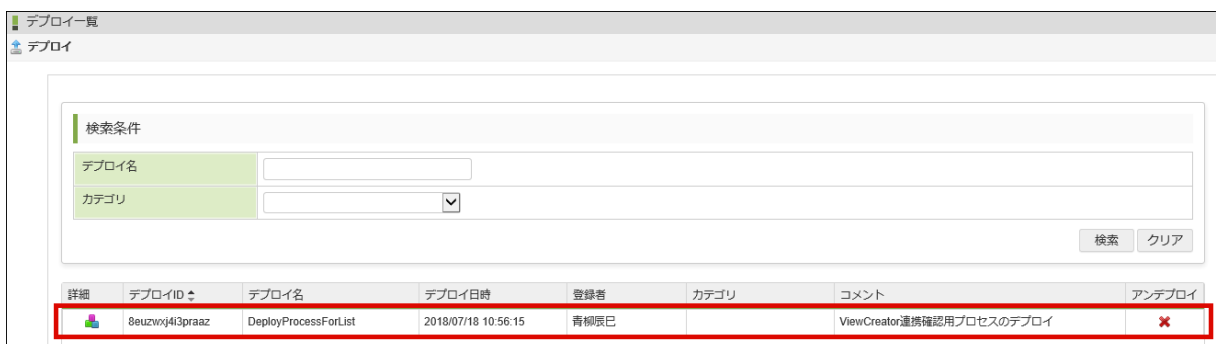 デプロイ一覧
デプロイ
検索条件
デプロイ名
カテゴリ
検索 クリア
詳細 デプロイID デプロイ名 デプロイ日時 登録者 カテゴリ コメント アンデプロイ
8euzwxj4i3praaz DeployProcessForList 2018/07/18 10:56:15 青柳辰巳 ViewCreator連携確認用プロセスのデプロイ